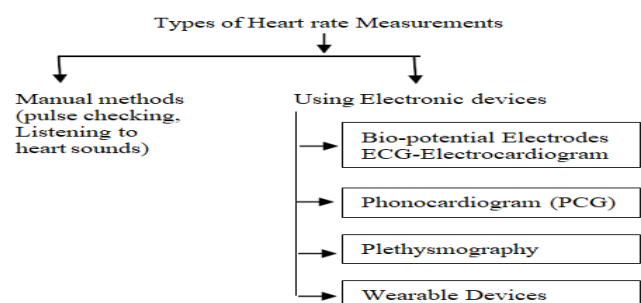 Types of Heart rate Measurements
Manual methods
(pulse checking,
Listening to
heart sounds)
Using Electronic devices
Bio-potential Electrodes
ECG-Electrocardiogram
Phonocardiogram (PCG)
Plethysmography
Wearable Devices